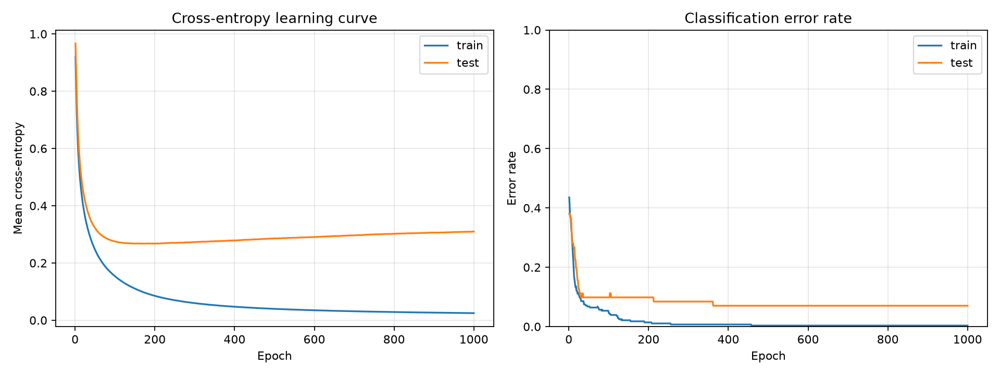 Cross-entropy learning curve
Mean cross-entropy
1.0
0.8
0.6
0.4
0.2
0.0
0 200 400 600 800 1000
Epoch
train
test
Classification error rate
Error rate
1.0
0.8
0.6
0.4
0.2
0.0
0 200 400 600 800 1000
Epoch
train
test